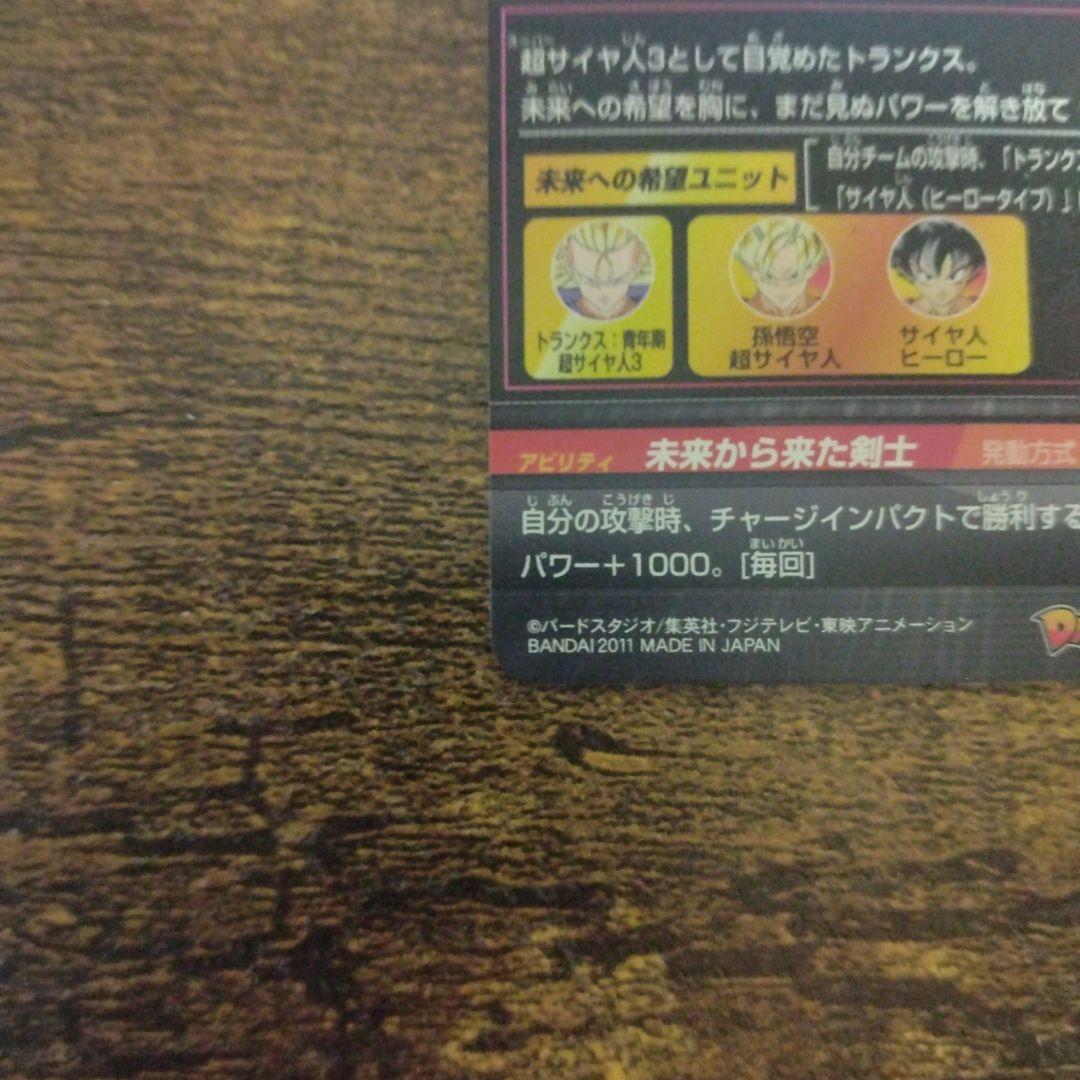 超サイヤ人3として目覚めたトランクス。
未来への希望を胸に、まだ見ぬパワーを解き放て
未来への希望ユニット
自分チームの攻撃時、「トランクス
「サイヤ人（ヒーロータイプ）」
トランクス：青年期
超サイヤ人3
孫悟空
超サイヤ人
サイヤ人
ヒーロー
アビリティ 未来から来た剣士 発動方式
自分の攻撃時、チャージインパクトで勝利する
パワー＋1000。[毎回]
©バードスタジオ/集英社・フジテレビ・東映アニメーション
BANDAI 2011 MADE IN JAPAN